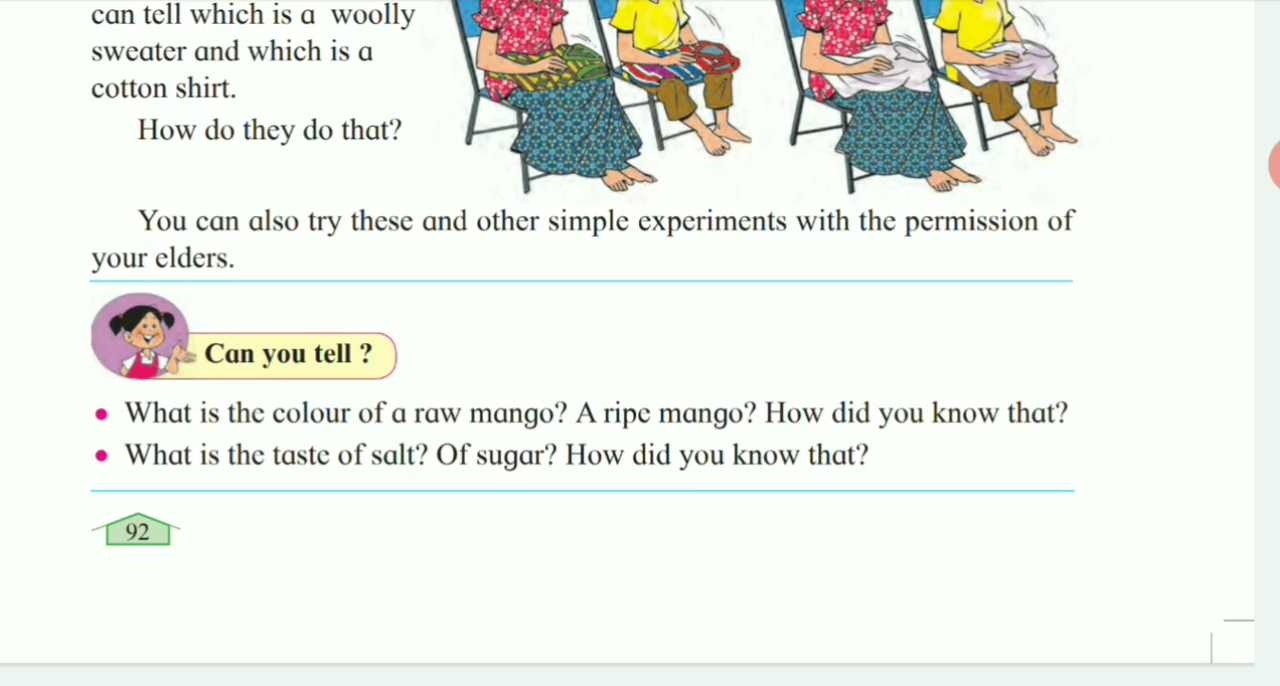 can tell which is a woolly
sweater and which is a
cotton shirt.
How do they do that?
You can also try these and other simple experiments with the permission of
your elders.
Can you tell ?
• What is the colour of a raw mango? A ripe mango? How did you know that?
• What is the taste of salt? Of sugar? How did you know that?
92